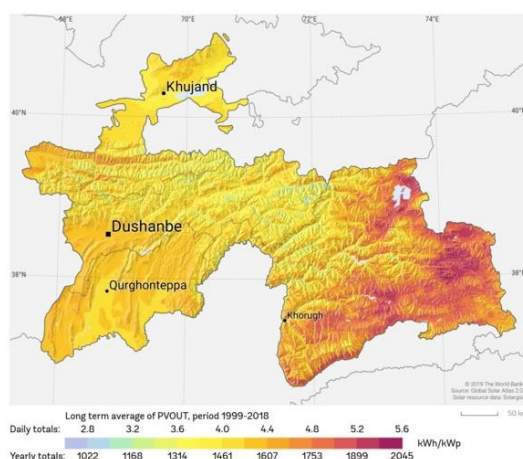 68°E 70°E 72°E 74°E
Khujand
40°N 40°N
Dushanbe
38°N 38°N
Qurghonteppa
Khorugh
© 2019 The World Bank
Source: Global Solar Atlas 2.0
Solar resource data: Solargis
Long term average of PVOUT, period 1999-2018
50 km
Daily totals: 2.8 3.2 3.6 4.0 4.4 4.8 5.2 5.6
kWh/kWp
Yearly totals: 1022 1168 1314 1461 1607 1753 1899 2045